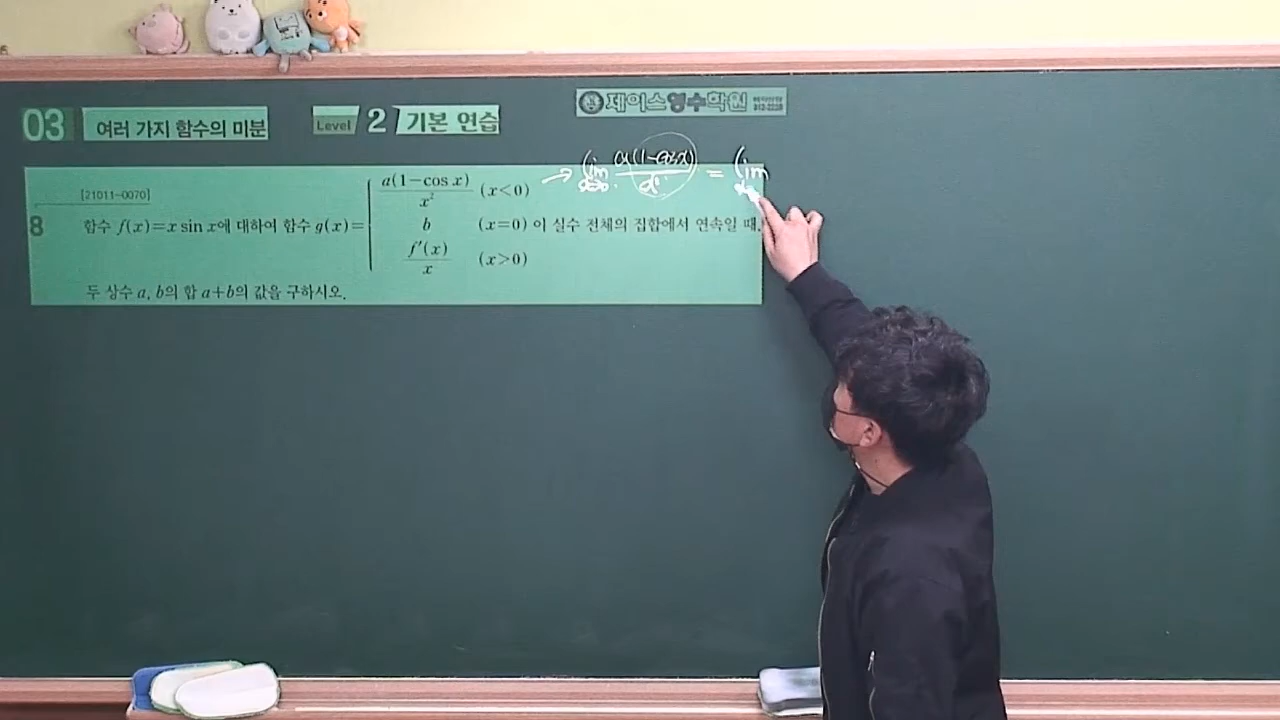 03 여러 가지 함수의 미분 Level 2 기본 연습
제이스영수학원
[21011-0070]
8 함수 f(x)=x sin x에 대하여 함수 g(x)= { a(1-cos x)/x² (x<0)
b (x=0) 이 실수 전체의 집합에서 연속일 때,
f′(x)/x (x>0)
두 상수 a, b의 합 a+b의 값을 구하시오.
→ lim a(1-cosx)/x² = lim